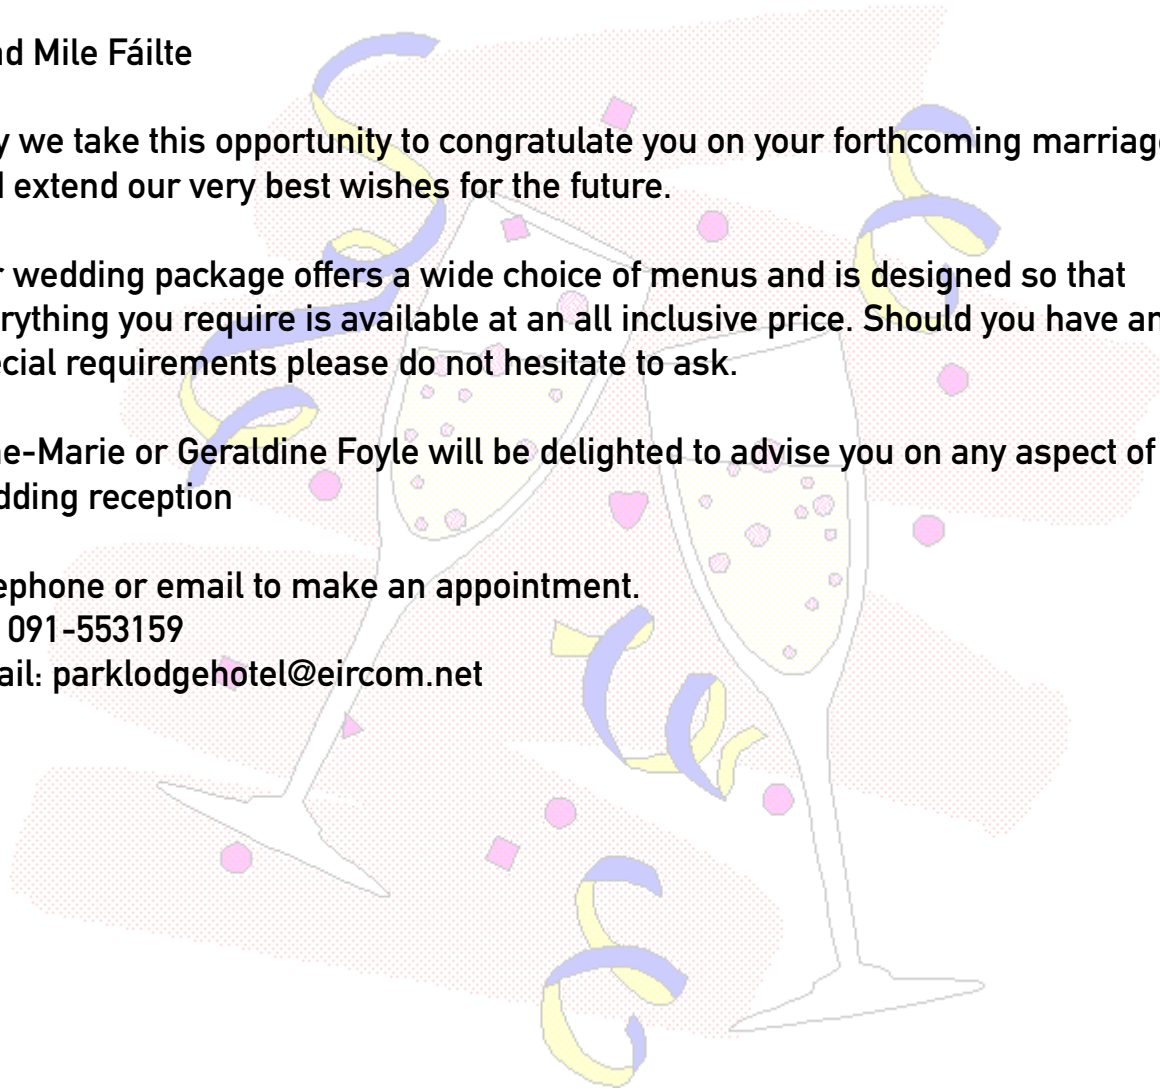 nd Mile Fáilte
y we take this opportunity to congratulate you on your forthcoming marriage
d extend our very best wishes for the future.
r wedding package offers a wide choice of menus and is designed so that
erything you require is available at an all inclusive price. Should you have an
ecial requirements please do not hesitate to ask.
ne-Marie or Geraldine Foyle will be delighted to advise you on any aspect of
dding reception
ephone or email to make an appointment.
091-553159
ail: parklodgehotel@eircom.net